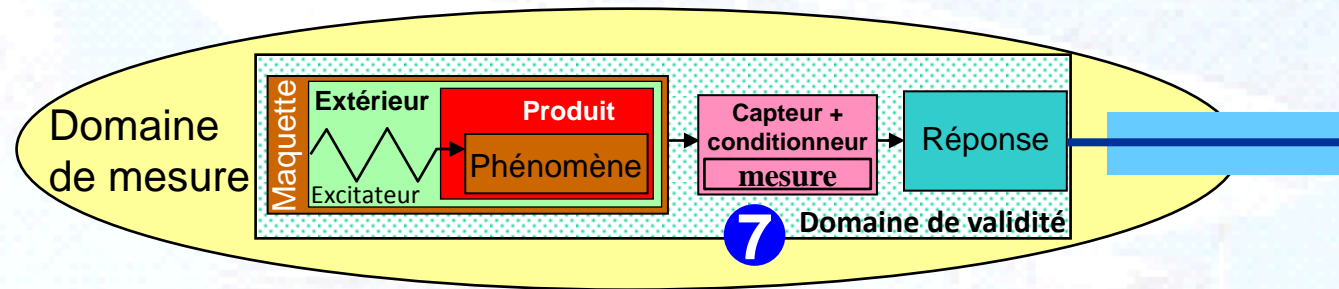 Domaine
de mesure
Maquette
Extérieur
Excitateur
Produit
Phénomène
Capteur +
conditionneur
mesure
Réponse
7
Domaine de validité